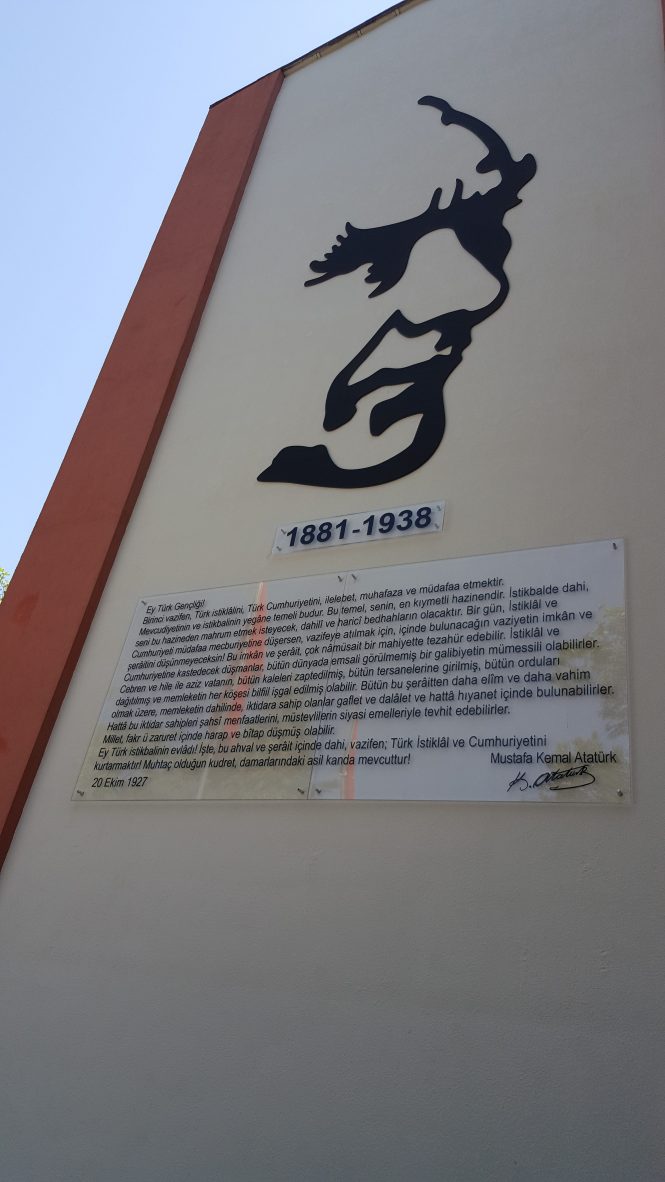 1881-1938
Ey Türk Gençliği!
Birinci vazifen, Türk istiklâlini, Türk Cumhuriyetini, ilelebet, muhafaza ve müdafaa etmektir.
Mevcudiyetinin ve istikbalinin yegâne temeli budur. Bu temel, senin, en kıymetli hazinendir. İstikbalde dahi,
seni bu hazineden mahrum etmek isteyecek, dahilî ve haricî bedhahların olacaktır. Bir gün, İstiklâl ve
Cumhuriyeti müdafaa mecburiyetine düşersen, vazifeye atılmak için, içinde bulunacağın vaziyetin imkân ve
şerâitini düşünmeyeceksin! Bu imkân ve şerâit, çok nâmüsait bir mahiyette tezahür edebilir. İstiklâl ve
Cumhuriyetine kastedecek düşmanlar, bütün dünyada emsali görülmemiş bir galibiyetin mümessili olabilirler.
Cebren ve hile ile aziz vatanın, bütün kaleleri zaptedilmiş, bütün tersanelerine girilmiş, bütün orduları
dağıtılmış ve memleketin her köşesi bilfiil işgal edilmiş olabilir. Bütün bu şerâitten daha elîm ve daha vahim
olmak üzere, memleketin dahilinde, iktidara sahip olanlar gaflet ve dalâlet ve hattâ hıyanet içinde bulunabilirler.
Hattâ bu iktidar sahipleri şahsî menfaatlerini, müstevlilerin siyasi emelleriyle tevhit edebilirler.
Millet, fakr ü zaruret içinde harap ve bîtap düşmüş olabilir.
Ey Türk istikbalinin evlâdı! İşte, bu ahval ve şerâit içinde dahi, vazifen; Türk İstiklâl ve Cumhuriyetini
kurtarmaktır! Muhtaç olduğun kudret, damarlarındaki asil kanda mevcuttur!
Mustafa Kemal Atatürk
20 Ekim 1927
K. Atatürk